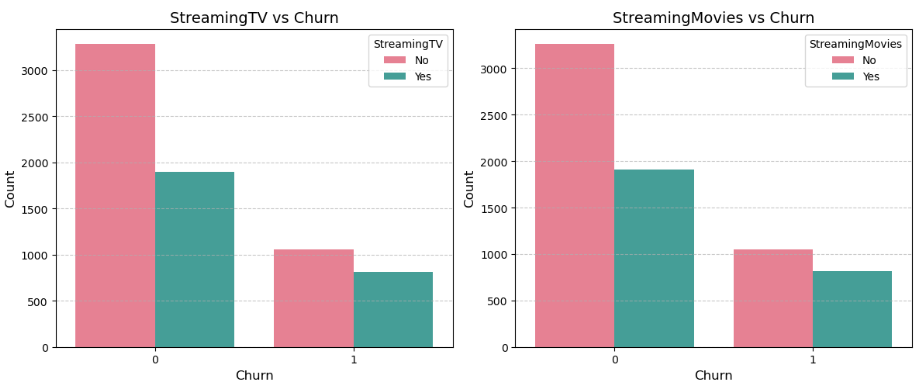 StreamingTV vs Churn
StreamingTV
No
Yes
3000
2500
2000
1500
1000
500
0
Count
0
1
Churn
StreamingMovies vs Churn
StreamingMovies
No
Yes
3000
2500
2000
1500
1000
500
0
Count
0
1
Churn